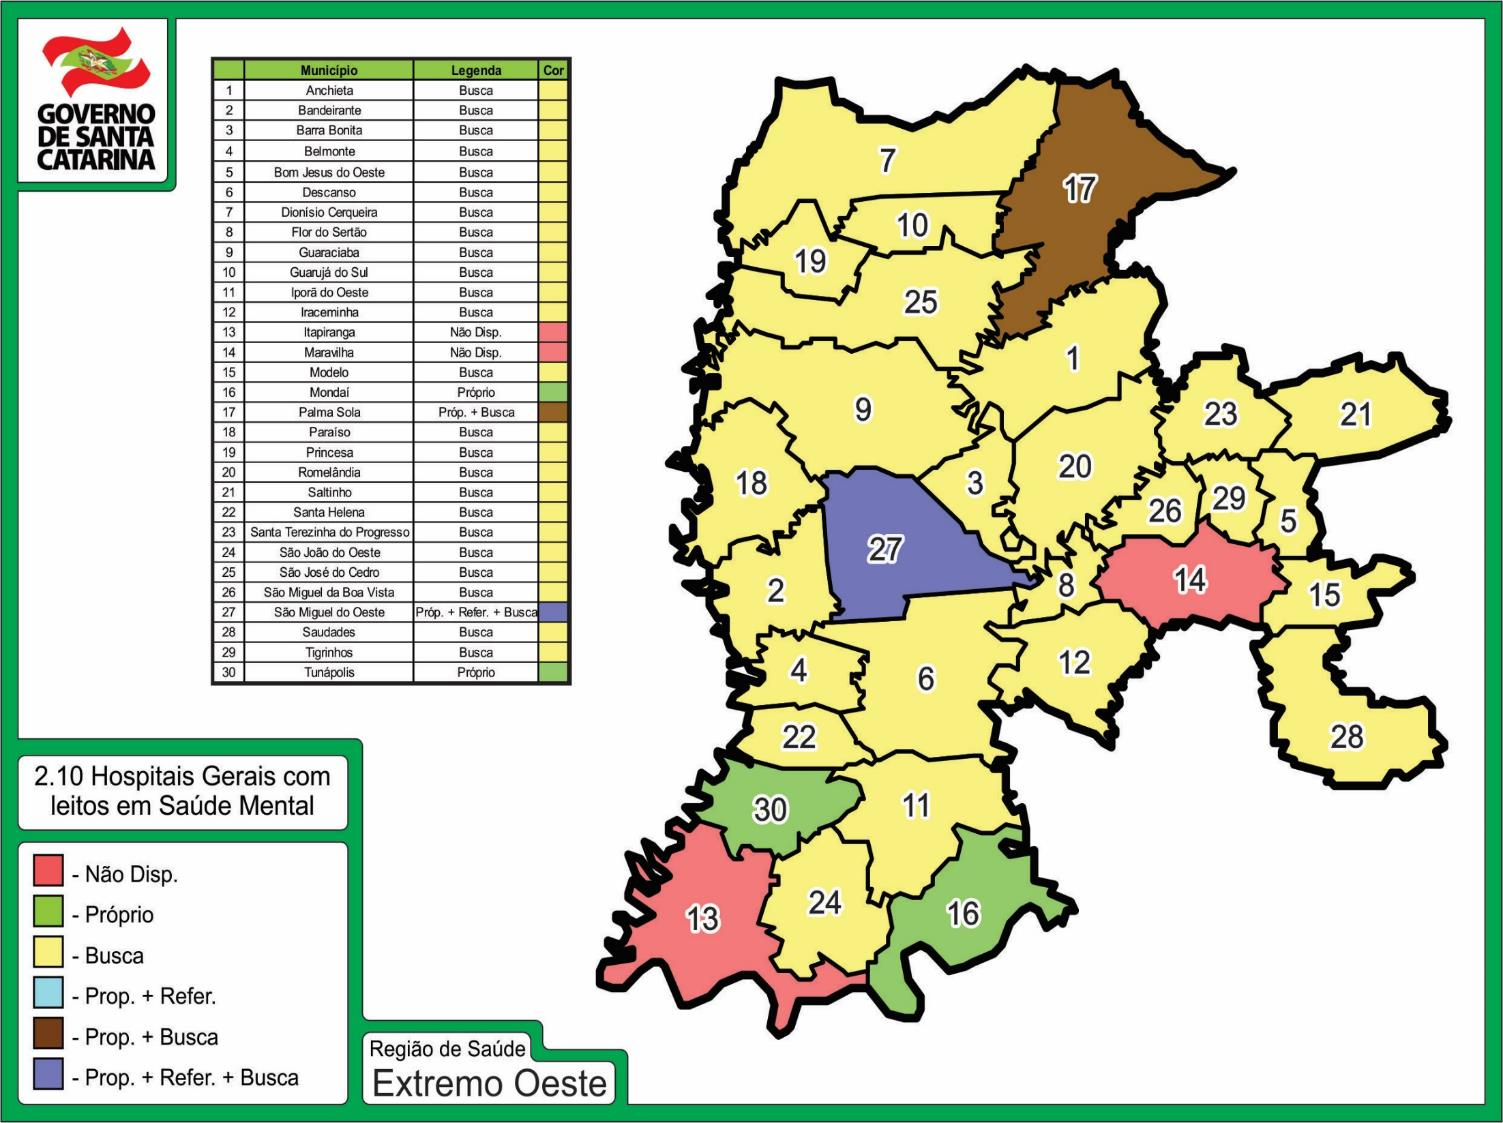 GOVERNO
DE SANTA
CATARINA
Município Legenda Cor
1 Anchieta Busca
2 Bandeirante Busca
3 Barra Bonita Busca
4 Belmonte Busca
5 Bom Jesus do Oeste Busca
6 Descanso Busca
7 Dionísio Cerqueira Busca
8 Flor do Sertão Busca
9 Guaraciaba Busca
10 Guarujá do Sul Busca
11 Iporã do Oeste Busca
12 Iraceminha Busca
13 Itapiranga Não Disp.
14 Maravilha Não Disp.
15 Modelo Busca
16 Mondaí Próprio
17 Palma Sola Próp. + Busca
18 Paraíso Busca
19 Princesa Busca
20 Romelândia Busca
21 Saltinho Busca
22 Santa Helena Busca
23 Santa Terezinha do Progresso Busca
24 São João do Oeste Busca
25 São José do Cedro Busca
26 São Miguel da Boa Vista Busca
27 São Miguel do Oeste Próp. + Refer. + Busca
28 Saudades Busca
29 Tigrinhos Busca
30 Tunápolis Próprio
7
17
10
19
25
1
9
23
21
20
3
18
26
29
5
27
14
8
2
15
12
4
6
22
28
30
11
24
13
16
2.10 Hospitais Gerais com
leitos em Saúde Mental
- Não Disp.
- Próprio
- Busca
- Prop. + Refer.
- Prop. + Busca
- Prop. + Refer. + Busca
Região de Saúde
Extremo Oeste